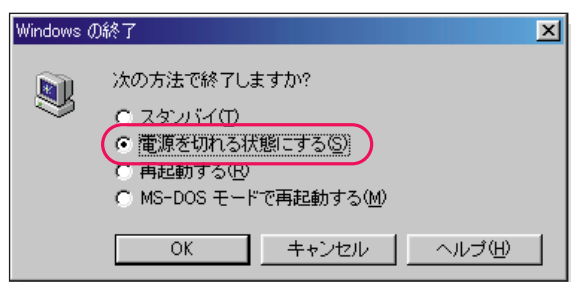 Windows の終了
次の方法で終了しますか?
スタンバイ(T)
電源を切れる状態にする(S)
再起動する(R)
MS-DOS モードで再起動する(M)
OK キャンセル ヘルプ(H)